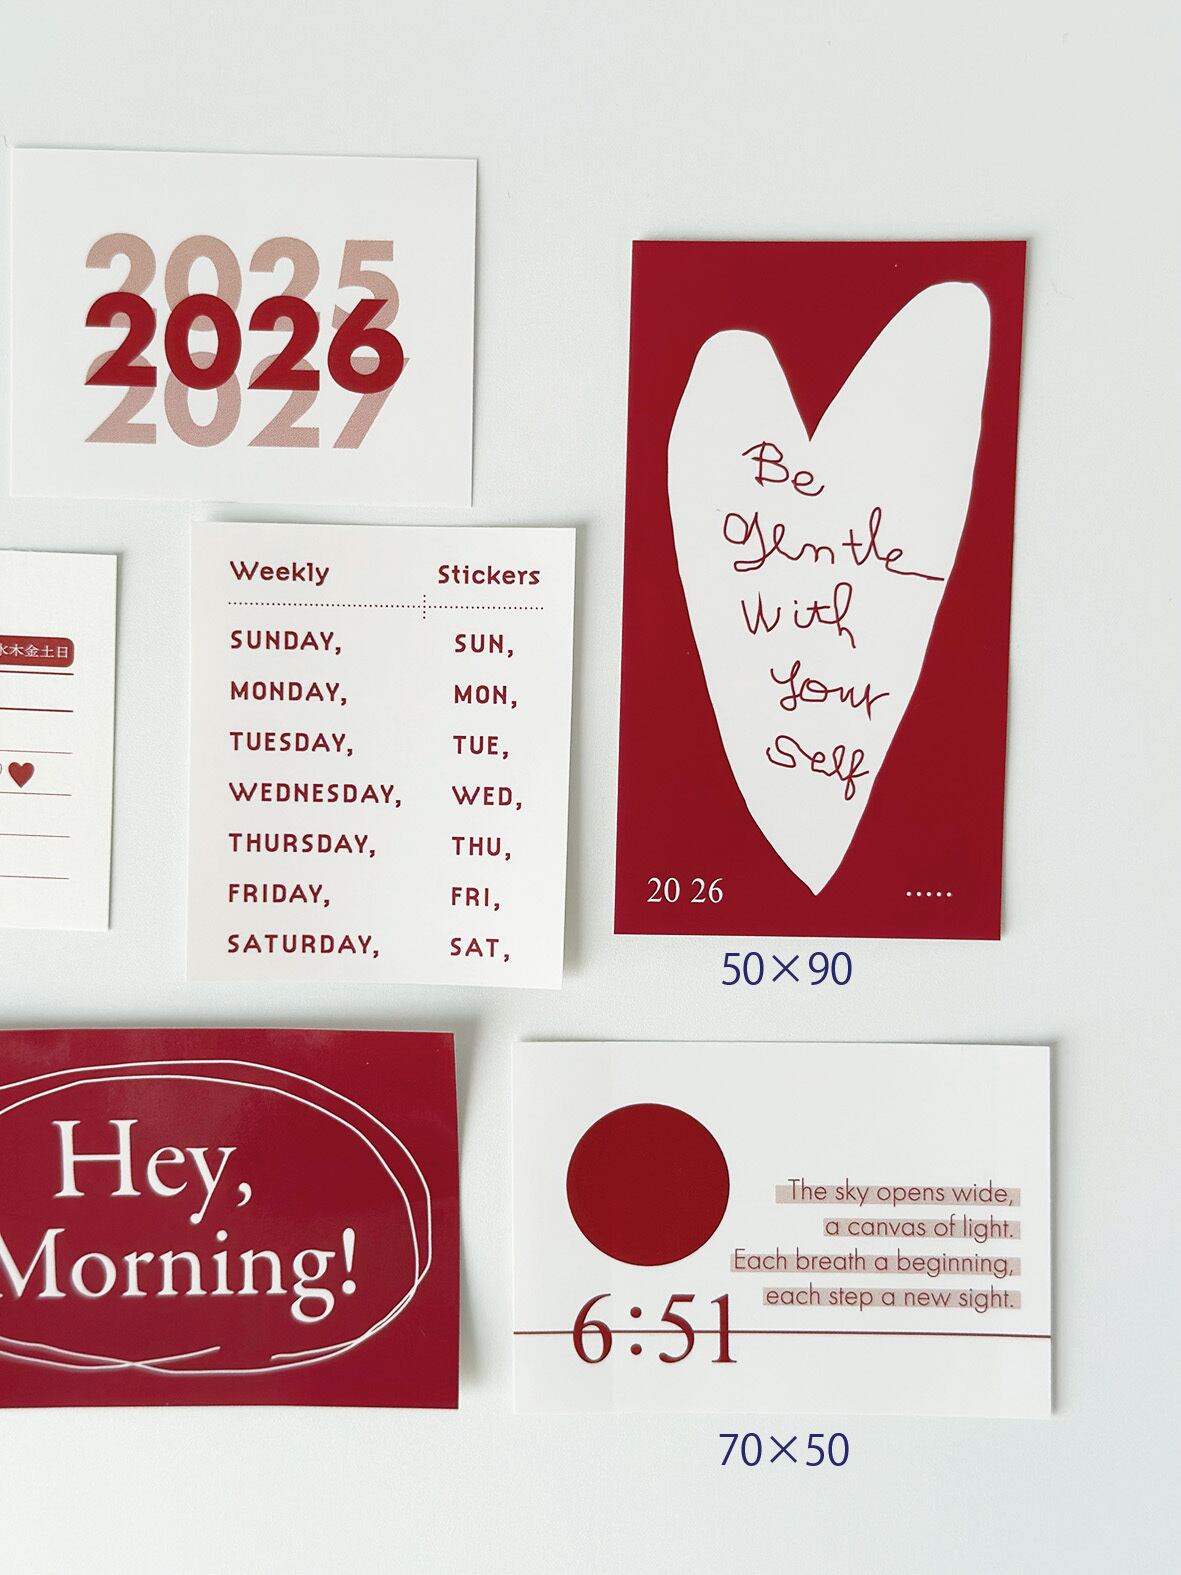 2025
2026
2027
水木金土日
Weekly Stickers
SUNDAY, SUN,
MONDAY, MON,
TUESDAY, TUE,
WEDNESDAY, WED,
THURSDAY, THU,
FRIDAY, FRI,
SATURDAY, SAT,
Be
Gentle
With
Your
Self
20 26
.....
50×90
Hey,
Morning!
The sky opens wide,
a canvas of light.
Each breath a beginning,
each step a new sight.
6:51
70×50